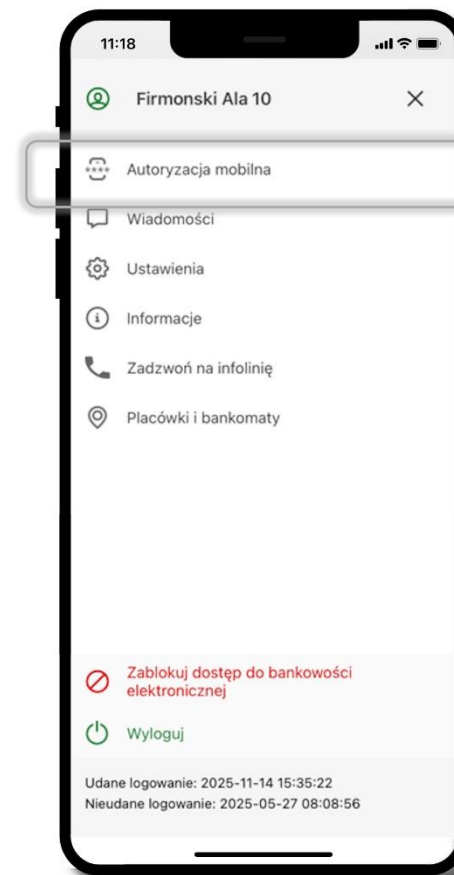 11:18
Firmonski Ala 10
Autoryzacja mobilna
Wiadomości
Ustawienia
Informacje
Zadzwoń na infolinię
Placówki i bankomaty
Zablokuj dostęp do bankowości
elektronicznej
Wyloguj
Udane logowanie: 2025-11-14 15:35:22
Nieudane logowanie: 2025-05-27 08:08:56